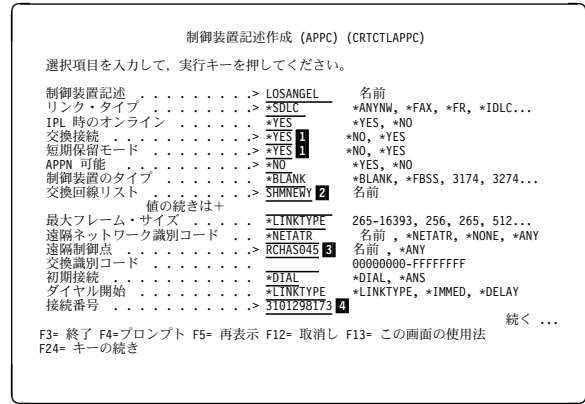 制御装置記述作成 (APPC) (CRTCTLAPPC)
選択項目を入力して, 実行キーを押してください。
制御装置記述 . . . . . . . . .> LOSANGEL 名前
リンク・タイプ . . . . . . . .> *SDLC *ANYNW, *FAX, *FR, *IDLC...
IPL 時のオンライン . . . . . .> *YES *YES, *NO
交換接続 . . . . . . . . . . .> *YES 1 *NO, *YES
短期保留モード . . . . . . . .> *YES 1 *NO, *YES
APPN 可能 . . . . . . . . . .> *NO *YES, *NO
制御装置のタイプ . . . . . . . *BLANK *BLANK, *FBSS, 3174, 3274...
交換回線リスト . . . . . . . .> SHMNEWY 2 名前
値の続きは+
最大フレーム・サイズ . . . . . *LINKTYPE 265-16393, 256, 265, 512...
遠隔ネットワーク識別コード . . *NETATR 名前 , *NETATR, *NONE, *ANY
遠隔制御点 . . . . . . . . . .> RCHAS045 3 名前 , *ANY
交換識別コード . . . . . . . . 00000000-FFFFFFFF
初期接続 . . . . . . . . . . . *DIAL *DIAL, *ANS
ダイヤル開始 . . . . . . . . . *LINKTYPE *LINKTYPE, *IMMED, *DELAY
接続番号 . . . . . . . . . . .> 3101298173 4
続く ...
F3= 終了 F4=プロンプト F5= 再表示 F12= 取消し F13= この画面の使用法
F24= キーの続き